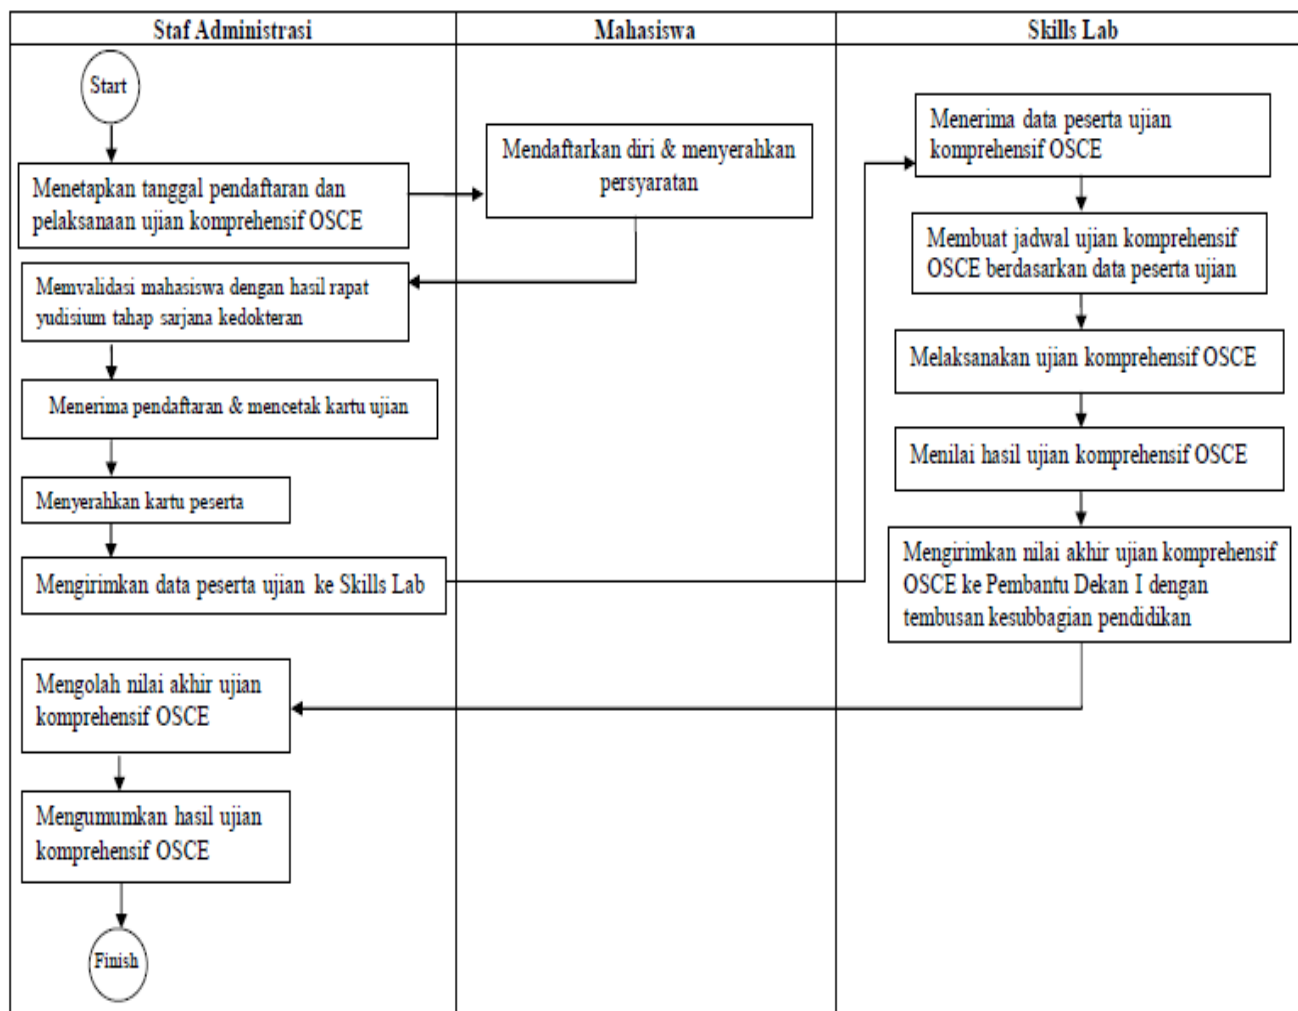 Staf Administrasi
Mahasiswa
Skills Lab
Start
Menetapkan tanggal pendaftaran dan
pelaksanaan ujian komprehensif OSCE
Mendaftarkan diri & menyerahkan
persyaratan
Memvalidasi mahasiswa dengan hasil rapat
yudisium tahap sarjana kedokteran
Menerima pendaftaran & mencetak kartu ujian
Menyerahkan kartu peserta
Mengirimkan data peserta ujian ke Skills Lab
Menerima data peserta ujian
komprehensif OSCE
Membuat jadwal ujian komprehensif
OSCE berdasarkan data peserta ujian
Melaksanakan ujian komprehensif OSCE
Menilai hasil ujian komprehensif OSCE
Mengirimkan nilai akhir ujian komprehensif
OSCE ke Pembantu Dekan I dengan
tembusan kesubbagian pendidikan
Mengolah nilai akhir ujian
komprehensif OSCE
Mengumumkan hasil ujian
komprehensif OSCE
Finish